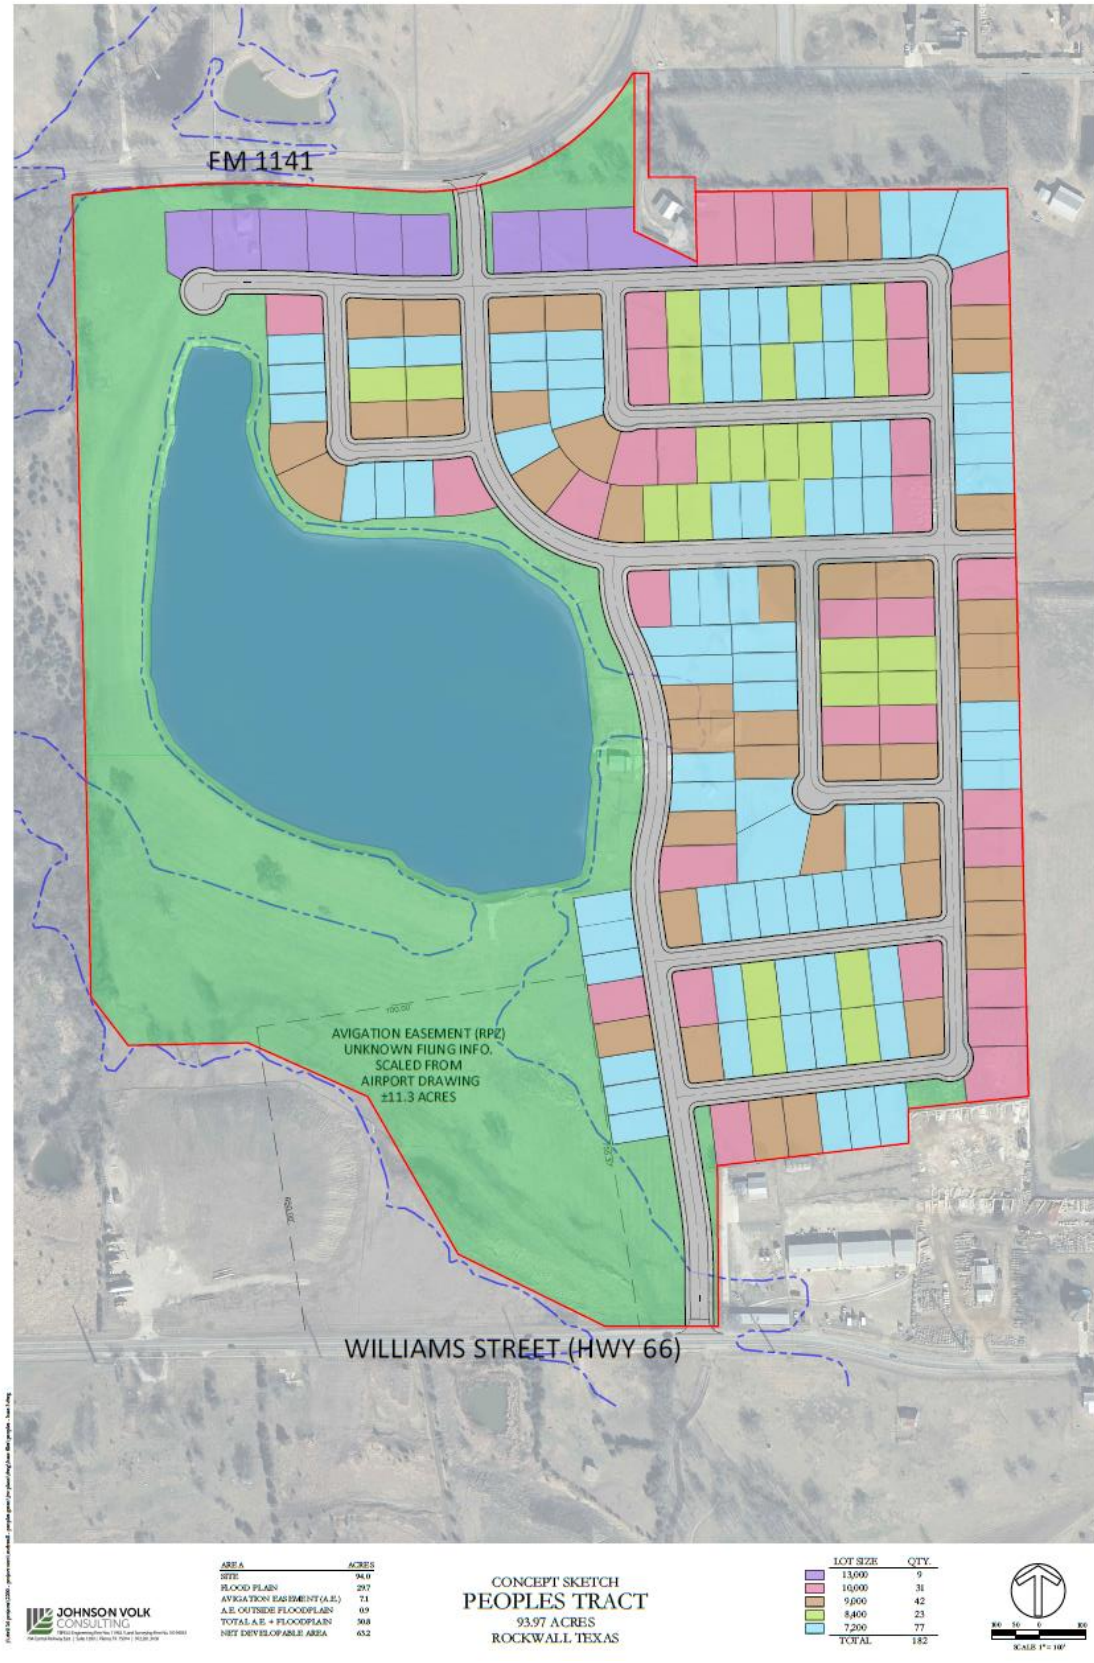 FM 1141
AVIGATION EASEMENT (RPZ)
UNKNOWN FILING INFO.
SCALED FROM
AIRPORT DRAWING
±11.3 ACRES
WILLIAMS STREET (HWY 66)
JOHNSON VOLK
CONSULTING
AREA ACRES
SITE 94.0
FLOOD PLAIN 29.7
AVIGATION EASEMENT (A.E.) 7.1
A.E. OUTSIDE FLOODPLAIN 0.9
TOTAL A.E. + FLOODPLAIN 30.8
NET DEVELOPABLE AREA 63.2
CONCEPT SKETCH
PEOPLES TRACT
93.97 ACRES
ROCKWALL TEXAS
LOT SIZE QTY.
13,000 9
10,000 31
9,000 42
8,400 23
7,200 77
TOTAL 182
SCALE 1" = 100'